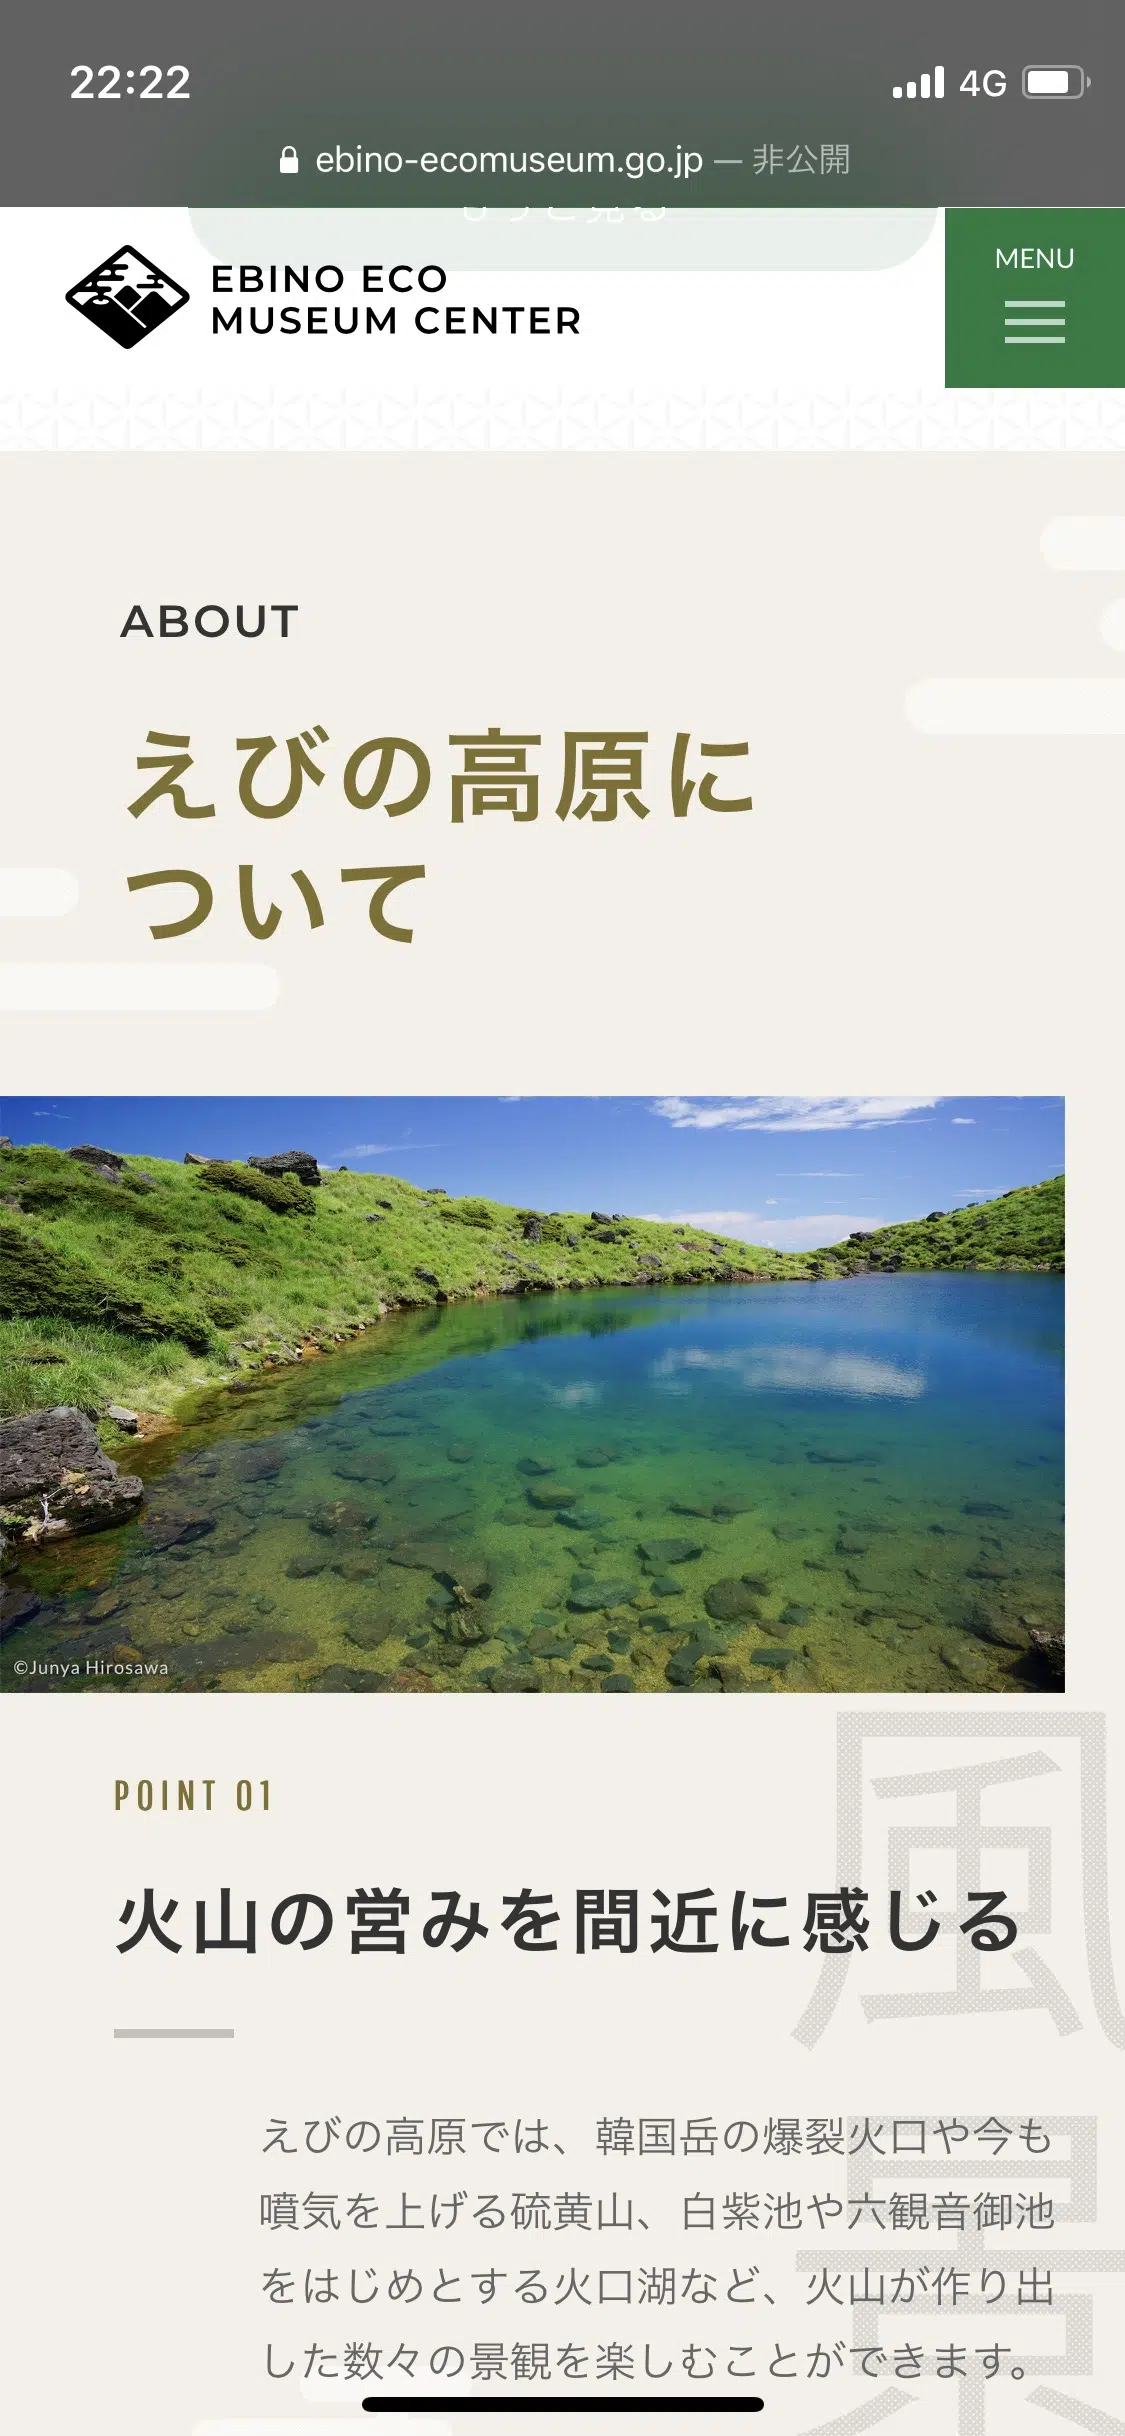 22:22
4G
ebino-ecomuseum.go.jp — 非公開
もっと見る
EBINO ECO
MUSEUM CENTER
MENU
ABOUT
えびの高原に
ついて
©Junya Hirosawa
POINT 01
火山の営みを間近に感じる
風景
えびの高原では、韓国岳の爆裂火口や今も
噴気を上げる硫黄山、白紫池や六観音御池
をはじめとする火口湖など、火山が作り出
した数々の景観を楽しむことができます。